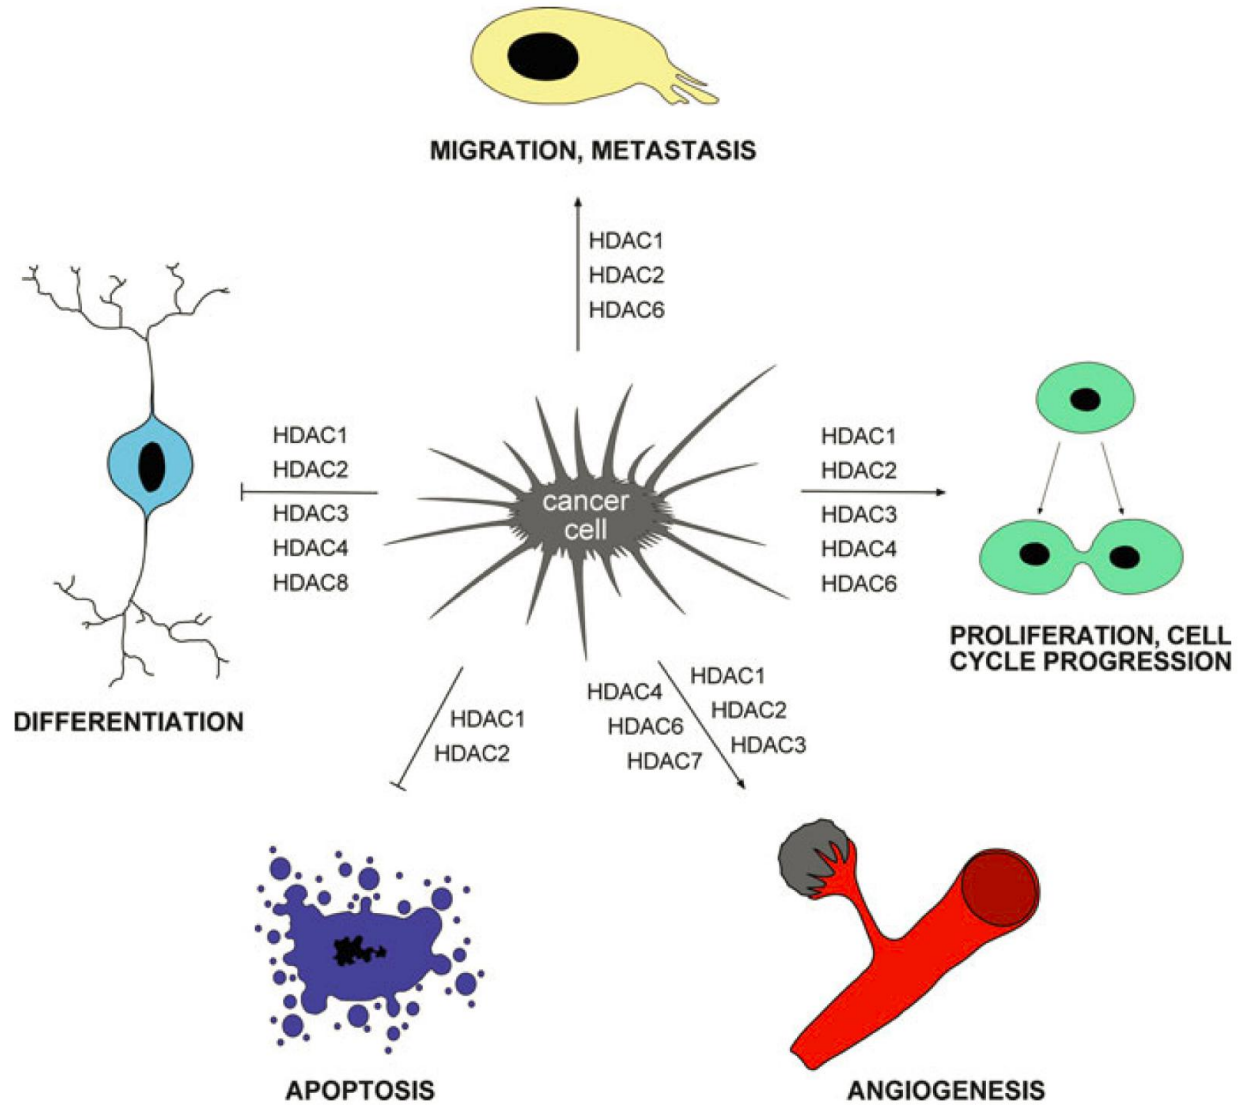 MIGRATION, METASTASIS
HDAC1
HDAC2
HDAC6
HDAC1
HDAC2
HDAC3
HDAC4
HDAC8
DIFFERENTIATION
cancer
cell
HDAC1
HDAC2
HDAC3
HDAC4
HDAC6
PROLIFERATION, CELL
CYCLE PROGRESSION
HDAC1
HDAC2
APOPTOSIS
HDAC4
HDAC6
HDAC7
HDAC1
HDAC2
HDAC3
ANGIOGENESIS